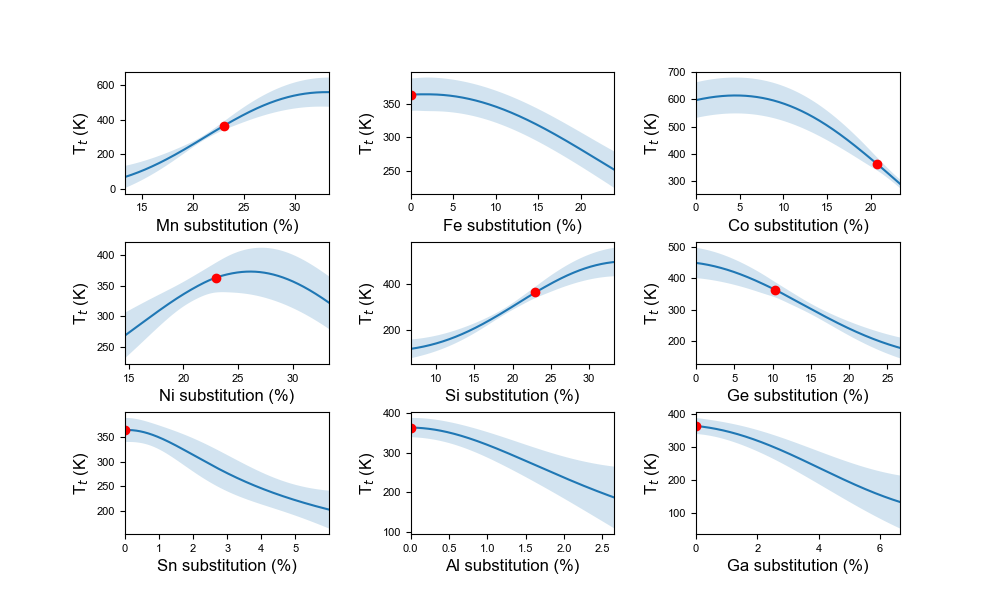 600
400
200
0
T_t (K)
15 20 25 30
Mn substitution (%)
350
300
250
T_t (K)
0 5 10 15 20
Fe substitution (%)
700
600
500
400
300
T_t (K)
0 5 10 15 20
Co substitution (%)
400
350
300
250
T_t (K)
15 20 25 30
Ni substitution (%)
400
200
T_t (K)
10 15 20 25 30
Si substitution (%)
500
400
300
200
T_t (K)
0 5 10 15 20 25
Ge substitution (%)
350
300
250
200
T_t (K)
0 1 2 3 4 5
Sn substitution (%)
400
300
200
100
T_t (K)
0.0 0.5 1.0 1.5 2.0 2.5
Al substitution (%)
400
300
200
100
T_t (K)
0 2 4 6
Ga substitution (%)